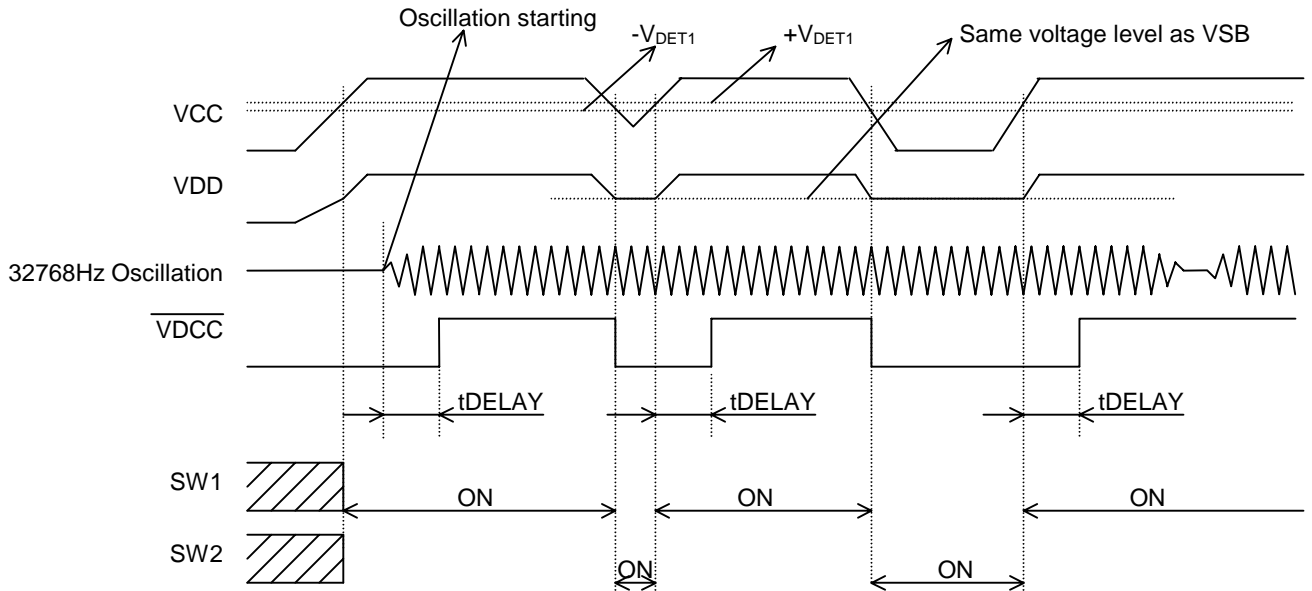 Oscillation starting
-VDET1
+VDET1
Same voltage level as VSB
VCC
VDD
32768Hz Oscillation
VDCC
tDELAY
tDELAY
tDELAY
SW1
ON
ON
ON
SW2
ON
ON